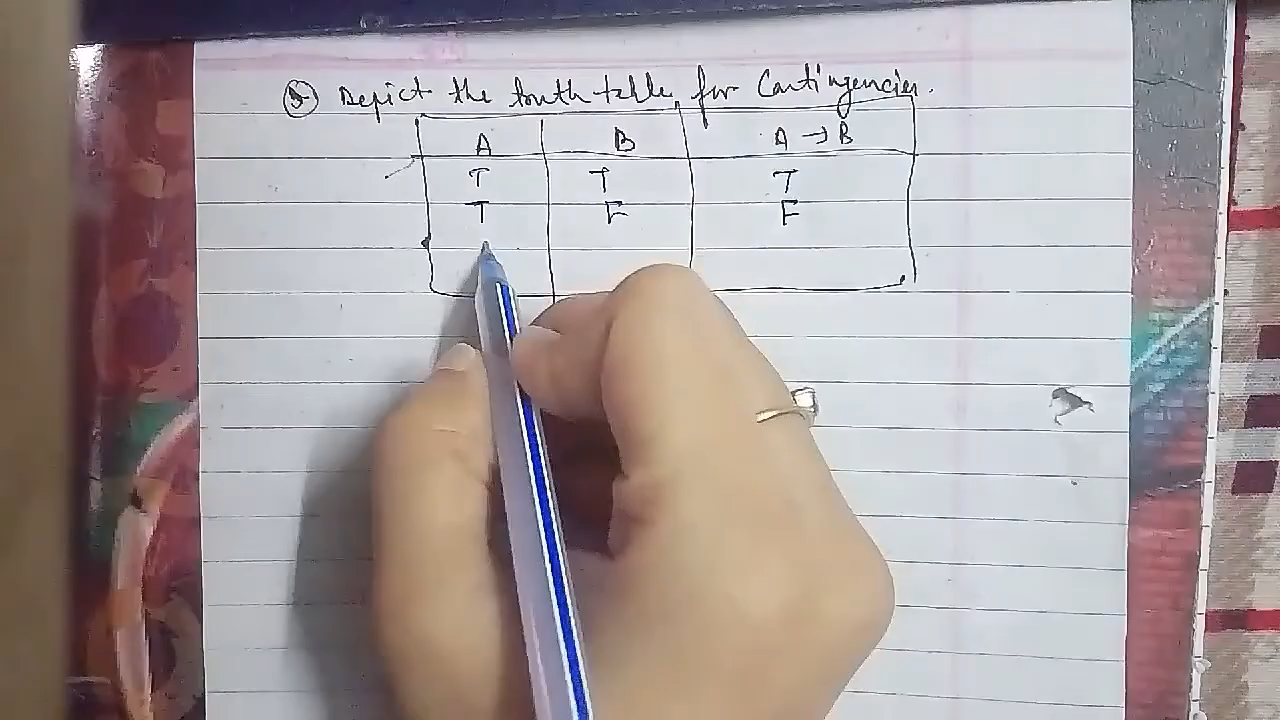 Q Depict the truth table for Contingencies.
A B A → B
T T T
T F F